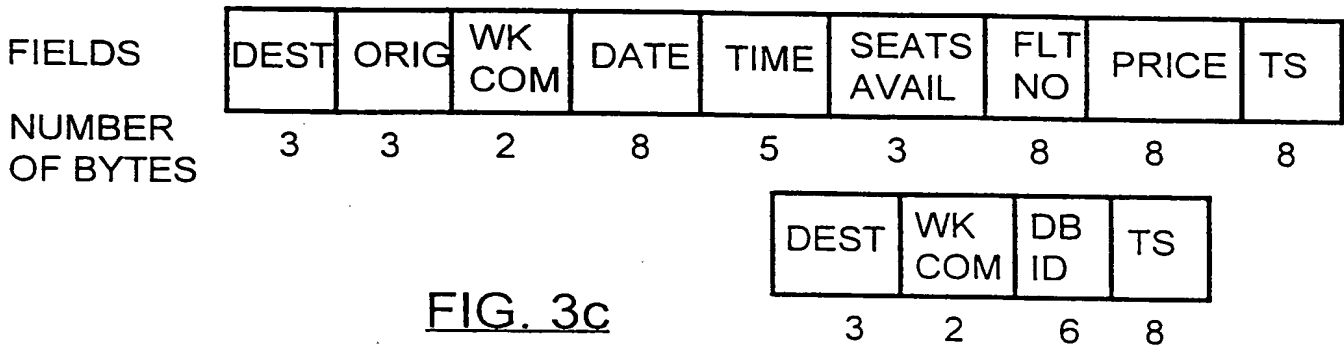 FIELDS DEST ORIG WK COM DATE TIME SEATS AVAIL FLT NO PRICE TS
NUMBER OF BYTES 3 3 2 8 5 3 8 8 8
DEST WK COM DB ID TS
3 2 6 8
FIG. 3c